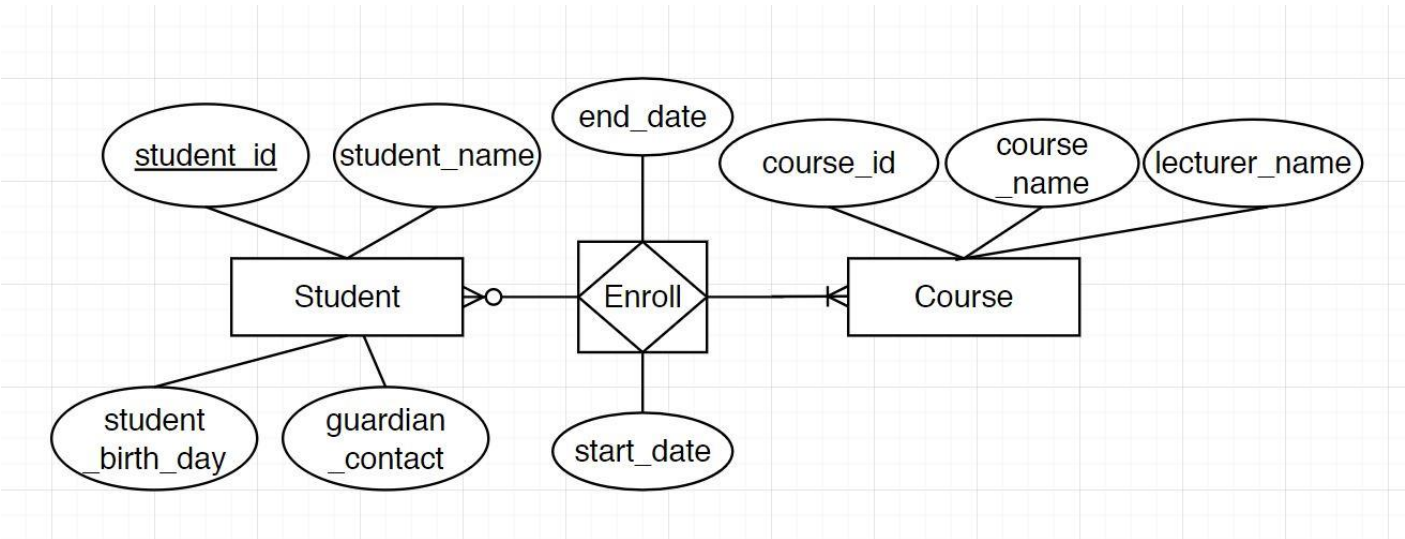 end_date
student_id
student_name
course_id
course
_name
lecturer_name
Student
Enroll
Course
student
_birth_day
guardian
_contact
start_date